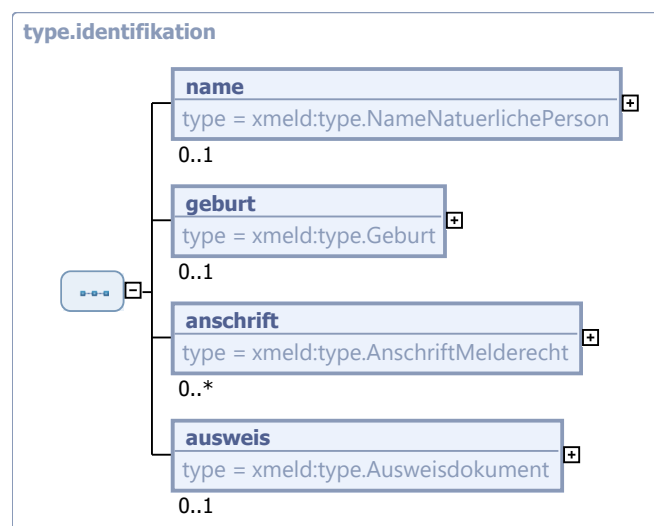 type.identifikation
name
type = xmeld:type.NameNatuerlichePerson
0..1
geburt
type = xmeld:type.Geburt
0..1
anschrift
type = xmeld:type.AnschriftMelderecht
0..*
ausweis
type = xmeld:type.Ausweisdokument
0..1